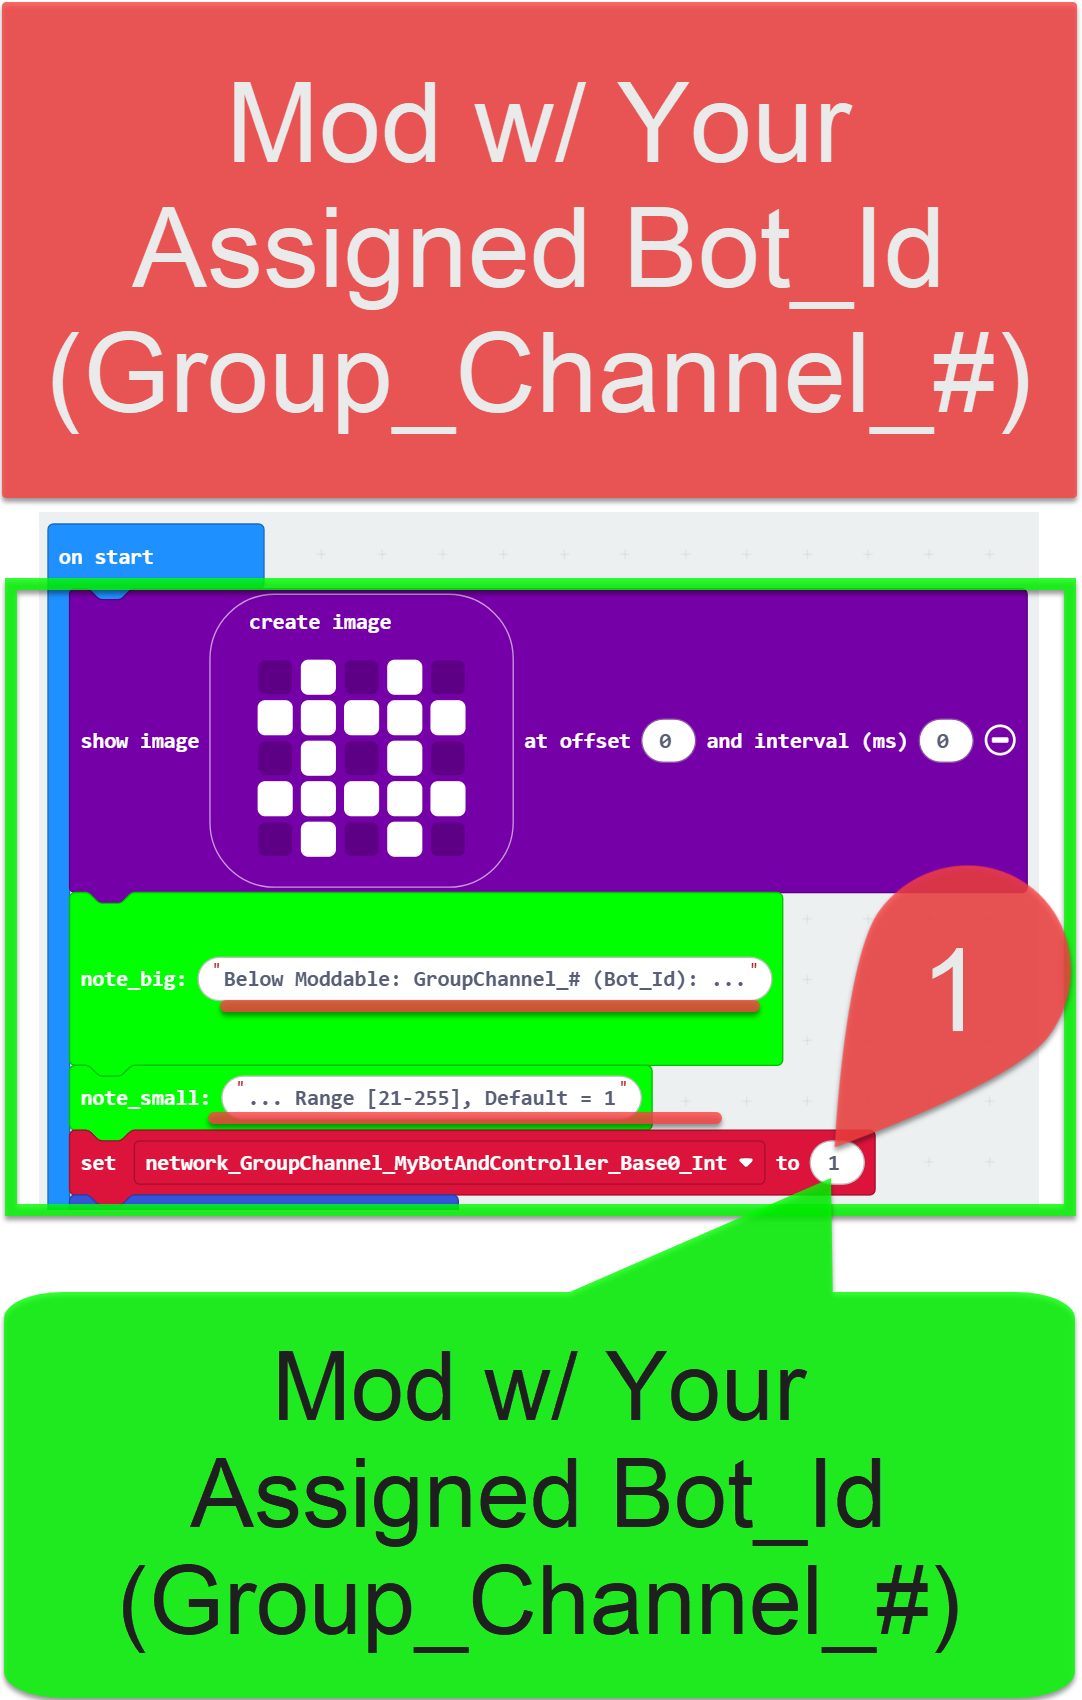 Mod w/ Your
Assigned Bot_Id
(Group_Channel_#)
on start
create image
show image
at offset 0 and interval (ms) 0
note_big: "Below Moddable: GroupChannel_# (Bot_Id): ..."
1
note_small: "... Range [21-255], Default = 1"
set network_GroupChannel_MyBotAndController_Base0_Int to 1
Mod w/ Your
Assigned Bot_Id
(Group_Channel_#)